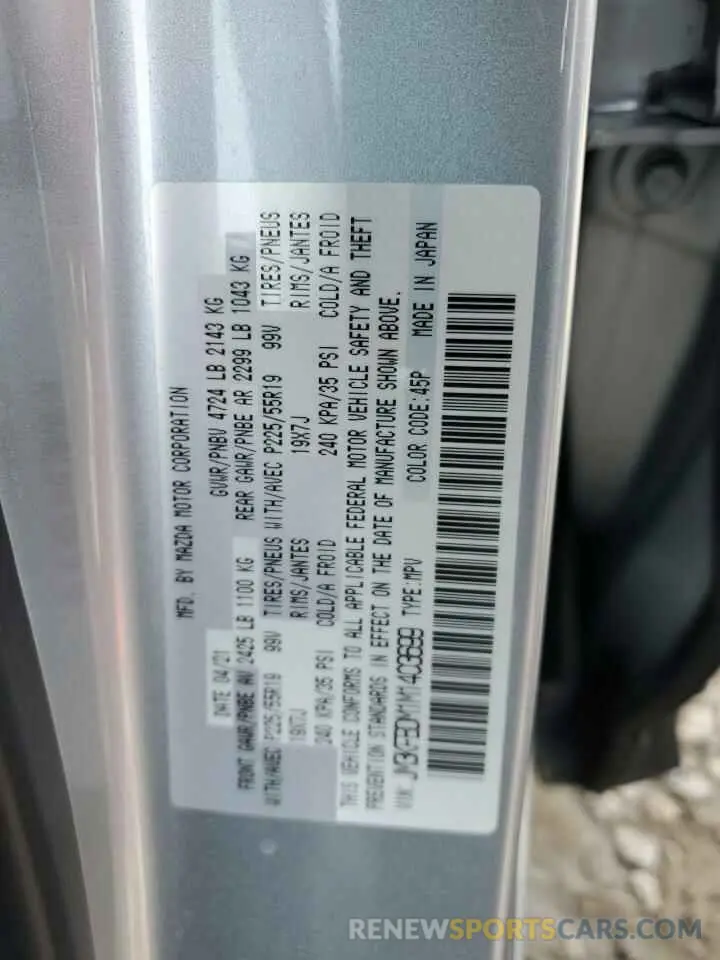 MFD. BY MAZDA MOTOR CORPORATION
DATE 04/21 GVWR/PNBV 4724 LB 2143 KG
FRONT GAWR/PNBE AV 2425 LB 1100 KG REAR GAWR/PNBE AR 2299 LB 1043 KG
WITH/AVEC P225/55R19 99V TIRES/PNEUS WITH/AVEC P225/55R19 99V TIRES/PNEUS
19X7J RIMS/JANTES 19X7J RIMS/JANTES
240 KPA/35 PSI COLD/A FROID 240 KPA/35 PSI COLD/A FROID
THIS VEHICLE CONFORMS TO ALL APPLICABLE FEDERAL MOTOR VEHICLE SAFETY AND THEFT
PREVENTION STANDARDS IN EFFECT ON THE DATE OF MANUFACTURE SHOWN ABOVE.
VIN: JM3KFBDM1M1403699 TYPE:MPV COLOR CODE:45P MADE IN JAPAN
RENEWSPORTSCARS.COM